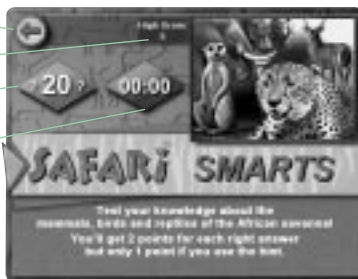 High Score:
0
? 20 ?
00:00
SAFARI SMARTS
Test your knowledge about the
mammals, birds and reptiles of the African savanna!
You'll get 2 points for each right answer
but only 1 point if you use the hint.